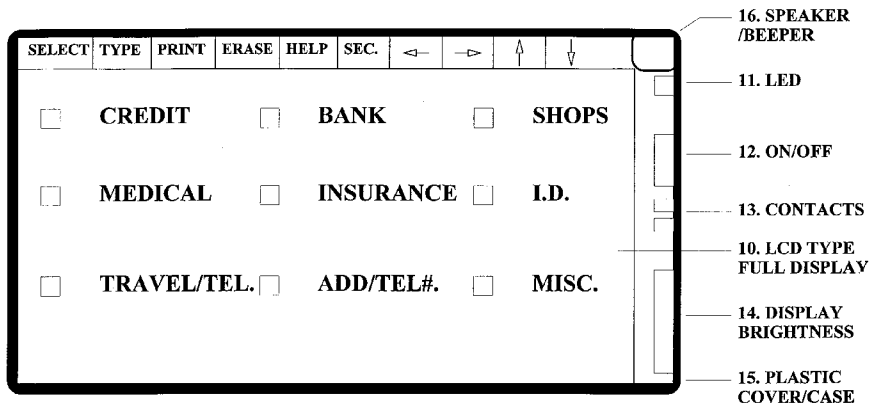 SELECT TYPE PRINT ERASE HELP SEC.
CREDIT BANK SHOPS
MEDICAL INSURANCE I.D.
TRAVEL/TEL. ADD/TEL#. MISC.
16. SPEAKER
/BEEPER
11. LED
12. ON/OFF
13. CONTACTS
10. LCD TYPE
FULL DISPLAY
14. DISPLAY
BRIGHTNESS
15. PLASTIC
COVER/CASE